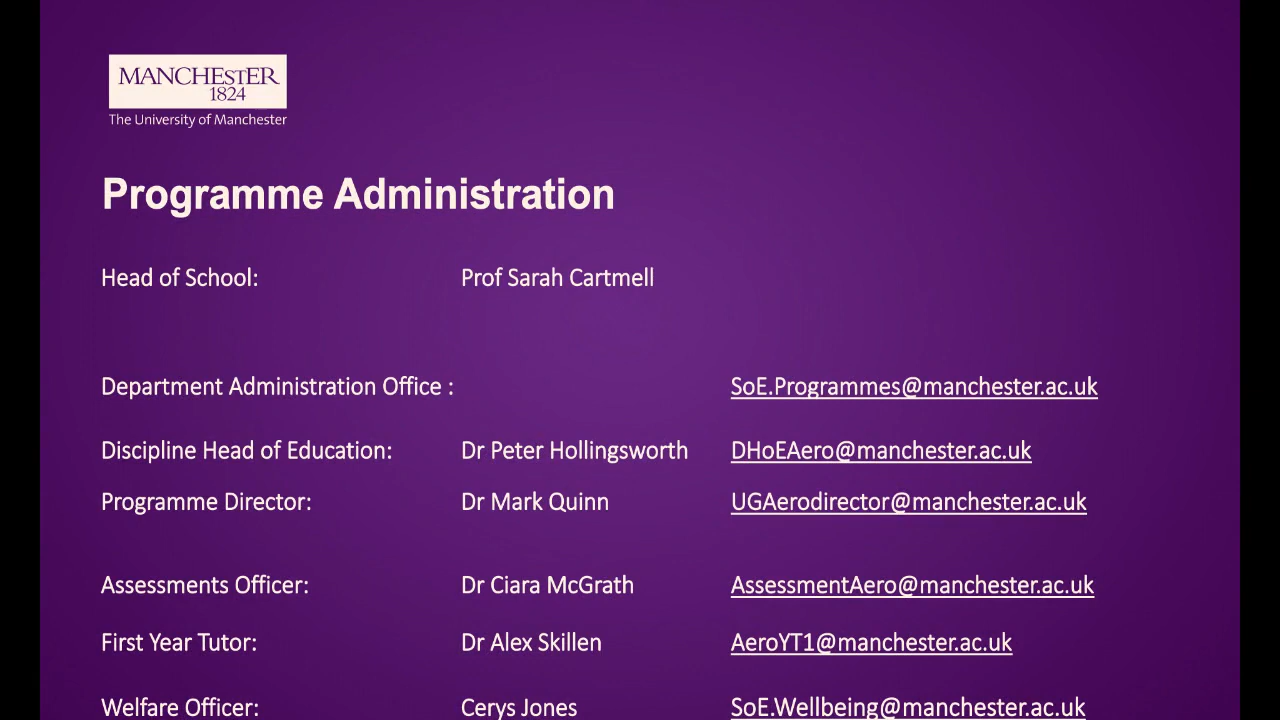 MANCHESTER
1824
The University of Manchester
Programme Administration
Head of School: Prof Sarah Cartmell
Department Administration Office : SoE.Programmes@manchester.ac.uk
Discipline Head of Education: Dr Peter Hollingsworth DHoEAero@manchester.ac.uk
Programme Director: Dr Mark Quinn UGAerodirector@manchester.ac.uk
Assessments Officer: Dr Ciara McGrath AssessmentAero@manchester.ac.uk
First Year Tutor: Dr Alex Skillen AeroYT1@manchester.ac.uk
Welfare Officer: Cerys Jones SoE.Wellbeing@manchester.ac.uk